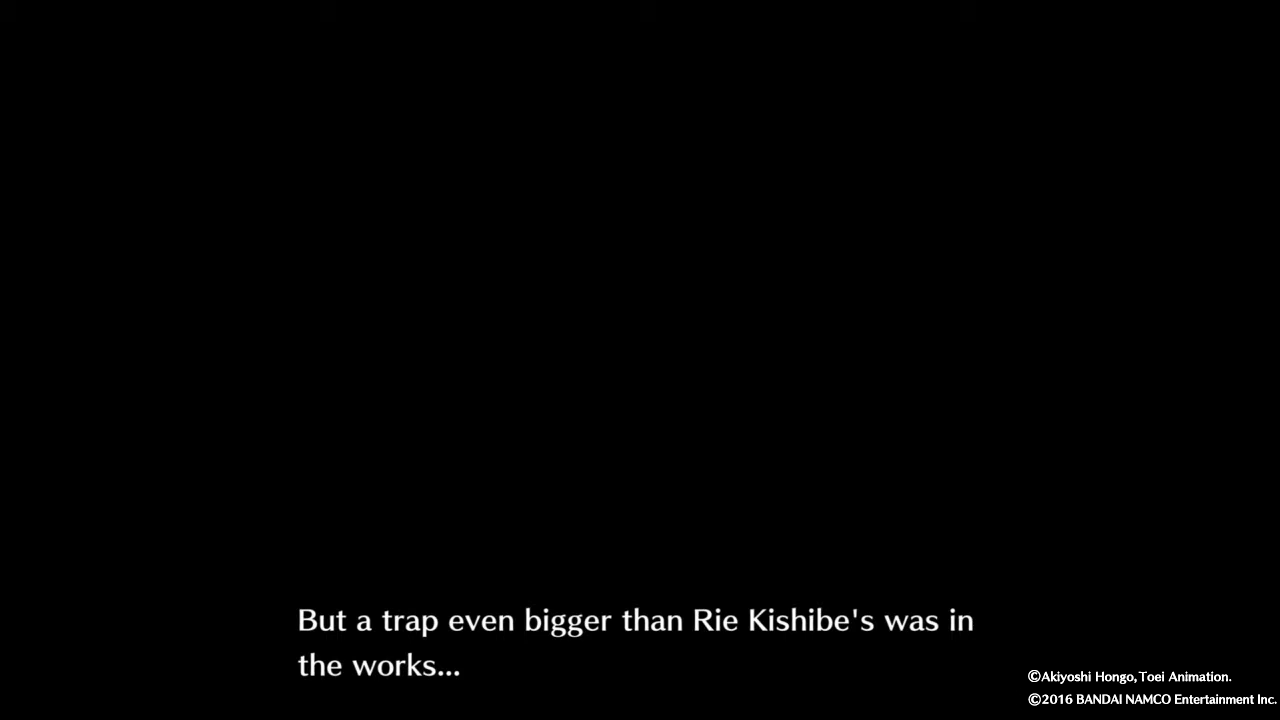 But a trap even bigger than Rie Kishibe's was in
the works...
©Akiyoshi Hongo, Toei Animation.
©2016 BANDAI NAMCO Entertainment Inc.